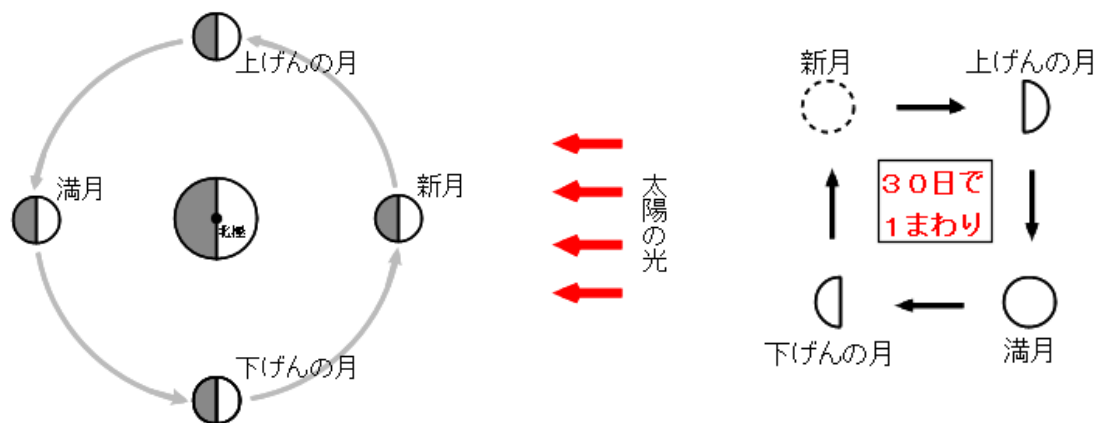 上げんの月
満月
北極
新月
下げんの月
太陽の光
新月
上げんの月
30日で
1まわり
下げんの月
満月